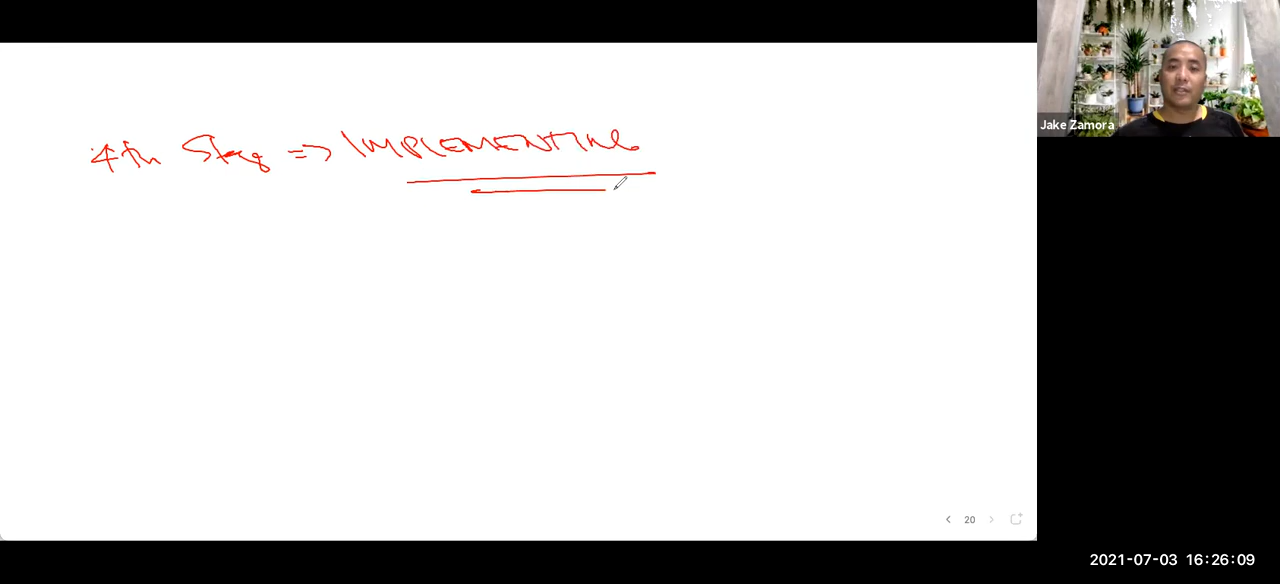 4th Stage => IMPLEMENTING
Jake Zamora
20
2021-07-03 16:26:09